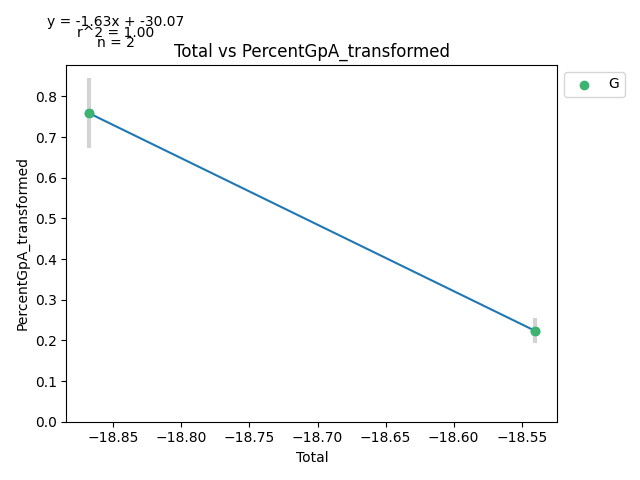 y = -1.63x + -30.07
r^2 = 1.00
n = 2
Total vs PercentGpA_transformed
G
PercentGpA_transformed
0.8
0.7
0.6
0.5
0.4
0.3
0.2
0.1
0.0
−18.85 −18.80 −18.75 −18.70 −18.65 −18.60 −18.55
Total